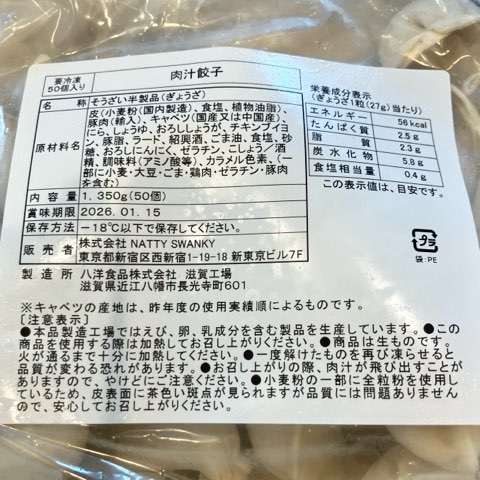 要冷凍
50個入り
肉汁餃子
名称 そうざい半製品(ぎょうざ)
原材料名 皮(小麦粉(国内製造)、食塩、植物油脂)、
豚肉(輸入)、キャベツ(国産又は中国産)、
にら、しょうゆ、おろししょうが、チキンブイヨ
ン、豚脂、ラード、紹興酒、ごま油、食塩、砂
糖、おろしにんにく、ゼラチン、こしょう/酒
精、調味料(アミノ酸等)、カラメル色素、(一
部に小麦・大豆・ごま・鶏肉・ゼラチン・豚肉
を含む)
内容量 1,350g(50個)
賞味期限 2026.01.15
保存方法 -18℃以下で保存してください。
販売者 株式会社 NATTY SWANKY
東京都新宿区西新宿1-19-18 新東京ビル7F
製造所 八洋食品株式会社 滋賀工場
滋賀県近江八幡市長光寺町601
栄養成分表示
(ぎょうざ1粒(27g)当たり)
エネルギー 56kcal
たんぱく質 2.5g
脂質 2.3g
炭水化物 5.8g
食塩相当量 0.4g
この表示値は、目安です。
プラ
袋:PE
※キャベツの産地は、昨年度の使用実績順によるものです。
[注意表示]
●本品製造工場ではえび、卵、乳成分を含む製品を生産しています。●この
商品を使用する際は加熱してお召し上がりください。●商品は生ものです。
火が通るまで十分に加熱してください。●一度解けたものを再び凍らせると
品質が変わる恐れがあります。●お召し上がりの際、肉汁が飛び出すことが
ありますので、やけどにご注意ください。●小麦粉の一部に全粒粉を使用し
ているため、皮表面に茶色い斑点が見られますが品質には問題ありません
ので、安心してお召し上がりください。